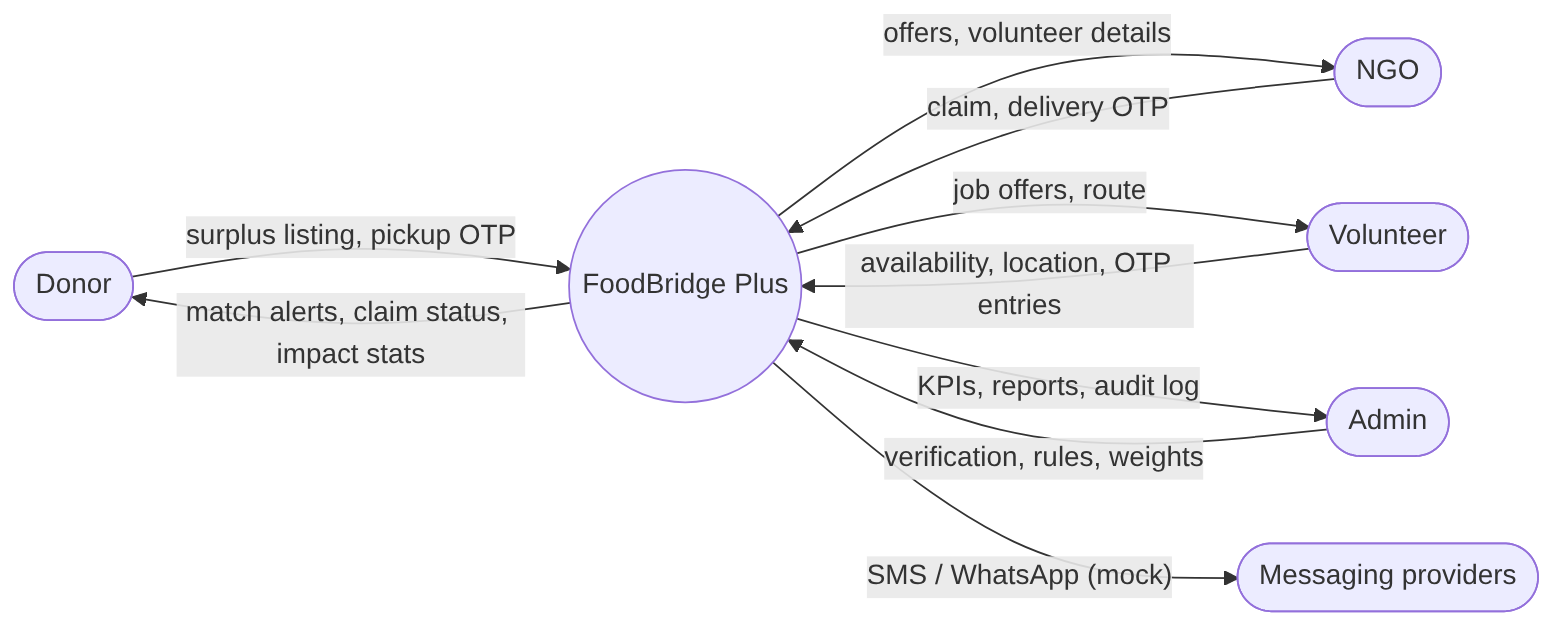 offers, volunteer details
NGO
claim, delivery OTP
job offers, route
surplus listing, pickup OTP
Volunteer
availability, location, OTP
entries
Donor
FoodBridge Plus
match alerts, claim status,
impact stats
KPIs, reports, audit log
Admin
verification, rules, weights
SMS / WhatsApp (mock)
Messaging providers